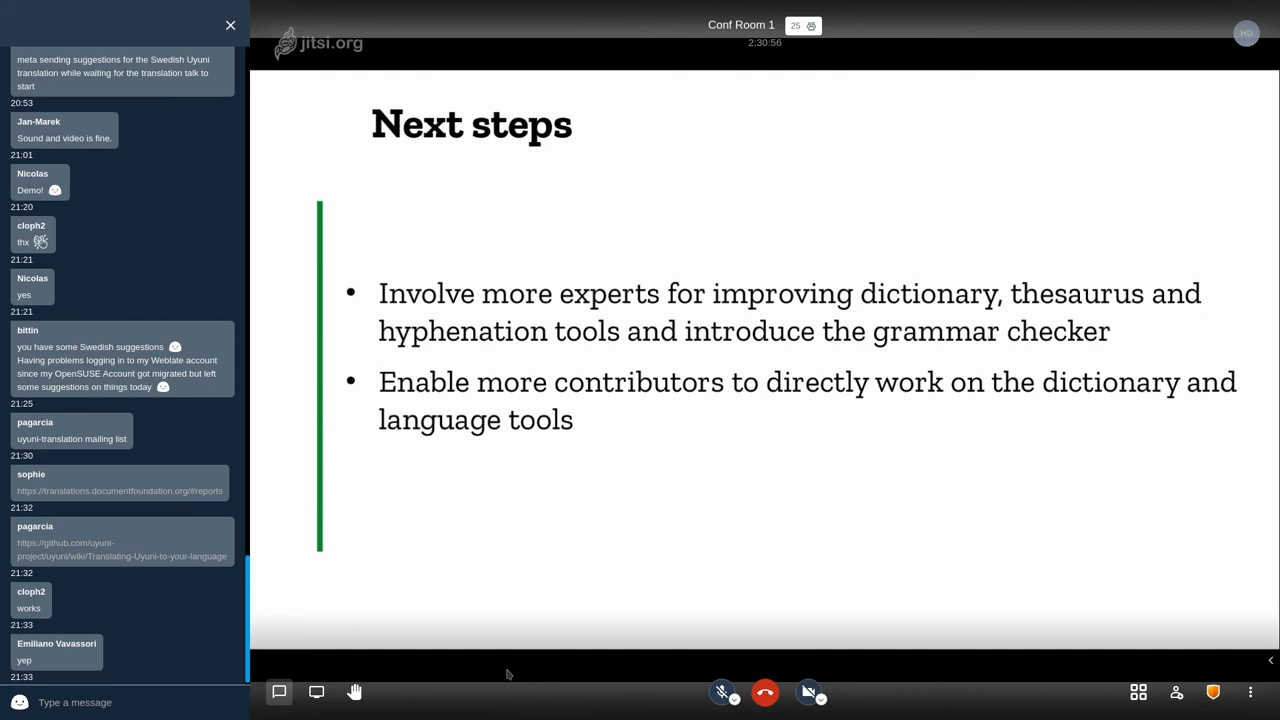 meta sending suggestions for the Swedish Uyuni
translation while waiting for the translation talk to
start
20:53
Jan-Marek
Sound and video is fine.
21:01
Nicolas
Demo!
21:20
cloph2
thx
21:21
Nicolas
yes
21:21
bittin
you have some Swedish suggestions
Having problems logging in to my Weblate account
since my OpenSUSE Account got migrated but left
some suggestions on things today
21:25
pagarcia
uyuni-translation mailing list
21:30
sophie
https://translations.documentfoundation.org/#reports
21:32
pagarcia
https://github.com/uyuni-
project/uyuni/wiki/Translating-Uyuni-to-your-language
21:32
cloph2
works
21:33
Emiliano Vavassori
yep
21:33
Type a message
jitsi.org
Conf Room 1 25
2:30:56
HD
Next steps
• Involve more experts for improving dictionary, thesaurus and
hyphenation tools and introduce the grammar checker
• Enable more contributors to directly work on the dictionary and
language tools